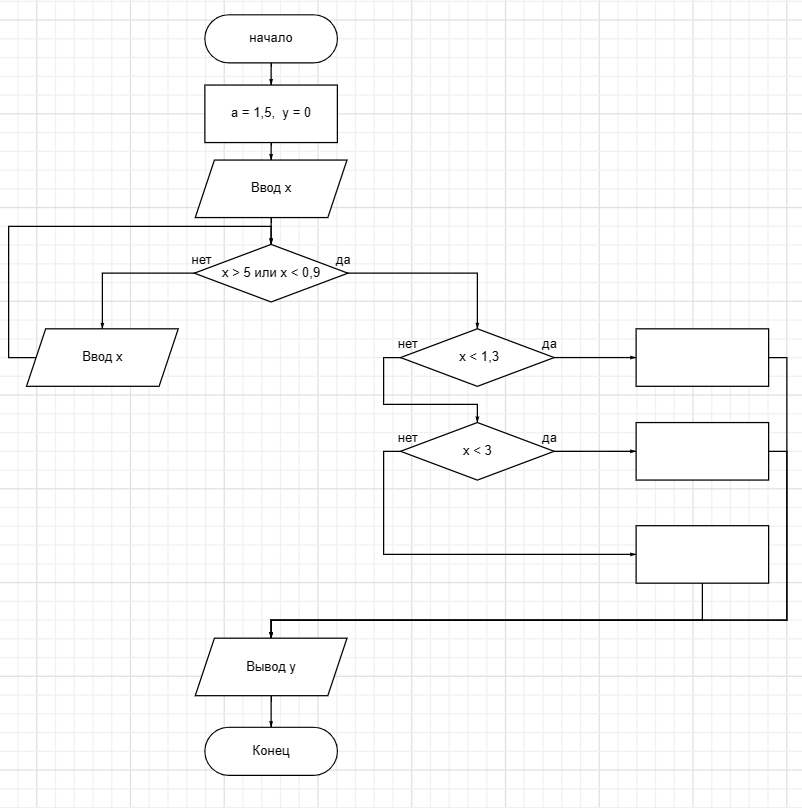 начало
a = 1,5, y = 0
Ввод x
нет
да
x > 5 или x < 0,9
Ввод x
нет
да
x < 1,3
нет
да
x < 3
Вывод y
Конец